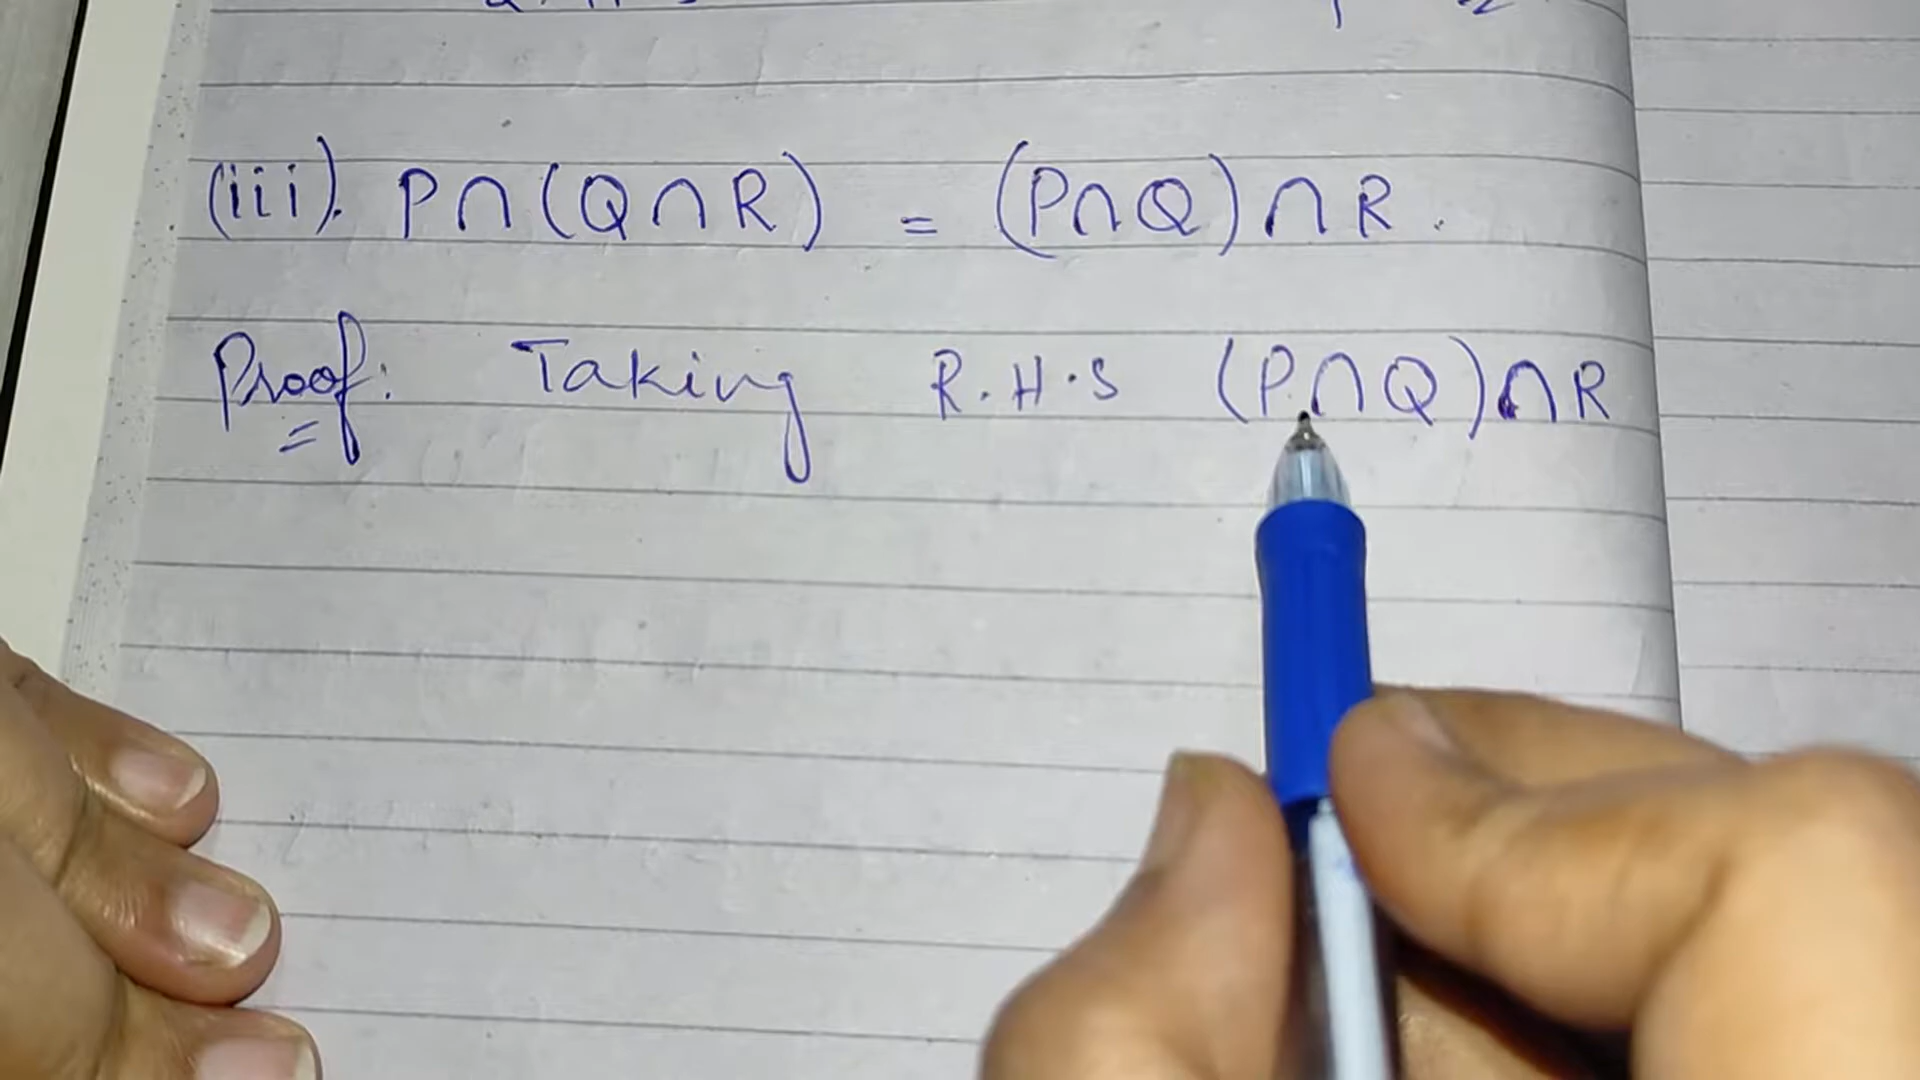 (iii). P∩(Q∩R) = (P∩Q)∩R.
Proof: Taking R.H.S (P∩Q)∩R